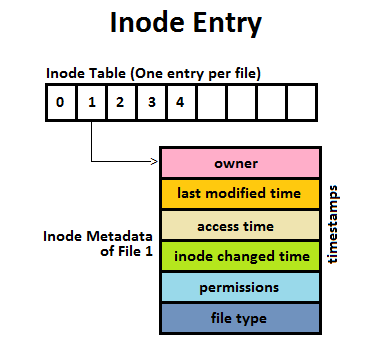 Inode Entry
Inode Table (One entry per file)
0 1 2 3 4
owner
last modified time
access time
inode changed time
permissions
file type
Inode Metadata
of File 1
timestamps